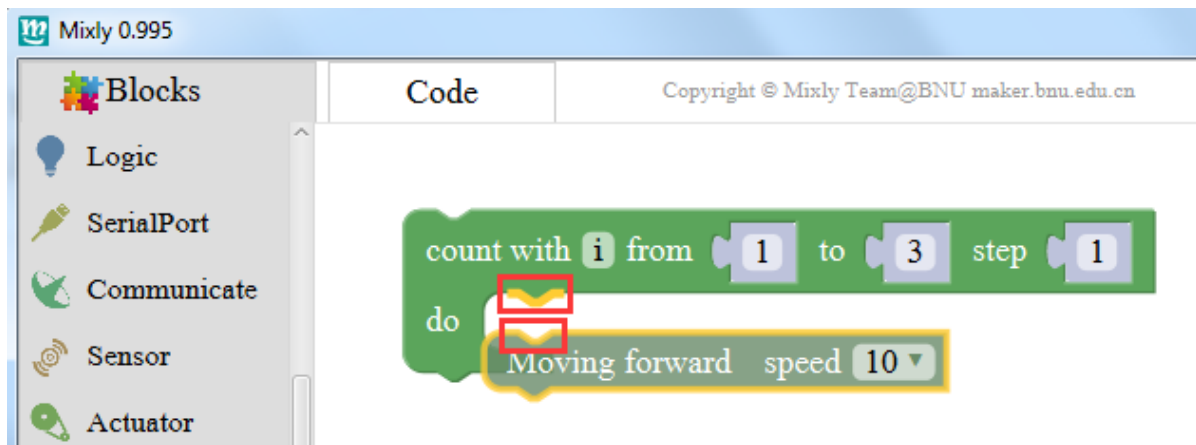 Mixly 0.995
Blocks
Code
Copyright © Mixly Team@BNU maker.bnu.edu.cn
Logic
SerialPort
Communicate
Sensor
Actuator
count with i from 1 to 3 step 1
do
Moving forward speed 10